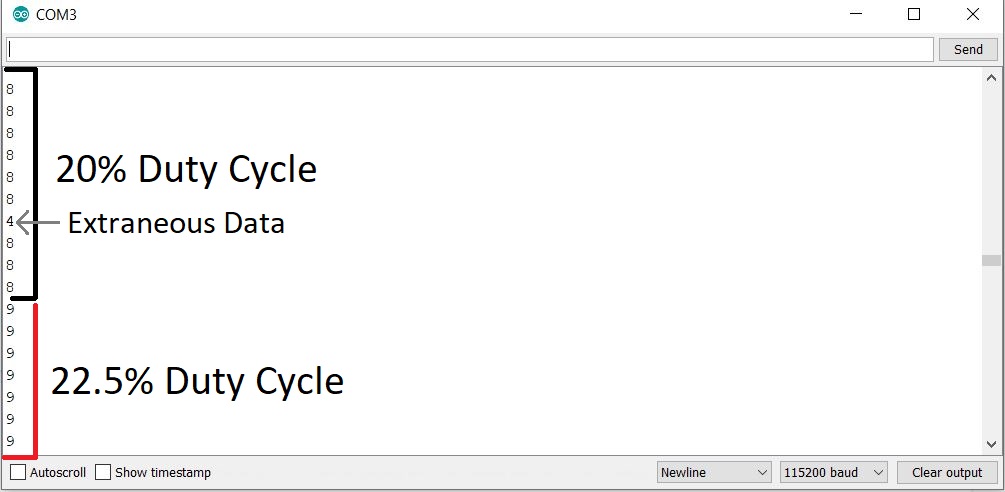 COM3
Send
8
8
8
8
8
8
4
8
8
8
9
9
9
9
9
9
9
20% Duty Cycle
Extraneous Data
22.5% Duty Cycle
Autoscroll
Show timestamp
Newline
115200 baud
Clear output